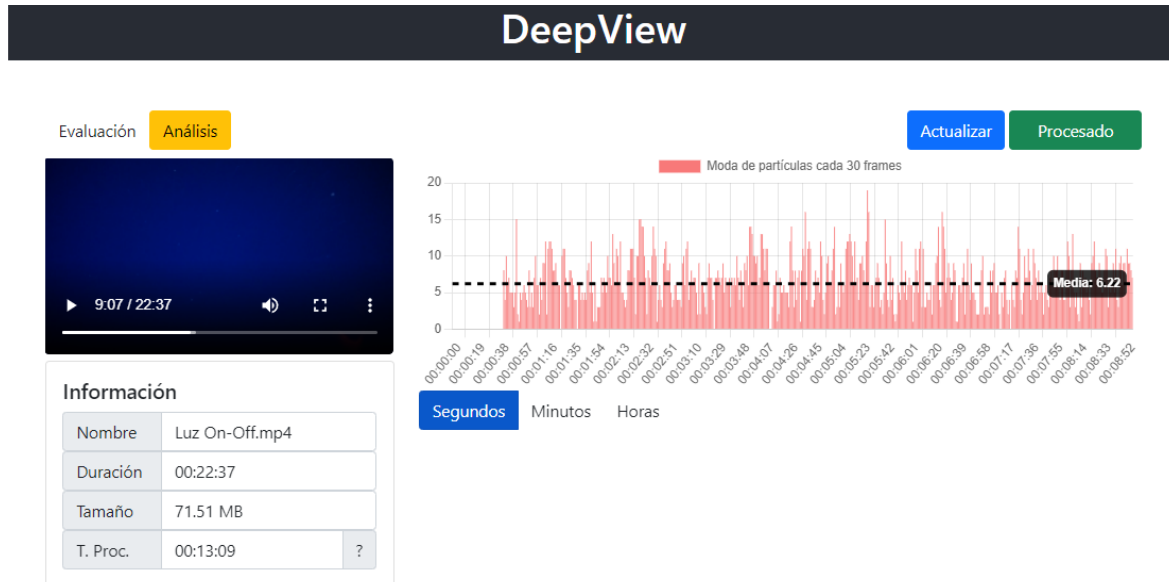 DeepView
Evaluación Análisis
Actualizar Procesado
Moda de partículas cada 30 frames
20
15
10
5
0
Media: 6.22
00:00:00 00:00:19 00:00:38 00:00:57 00:01:16 00:01:35 00:01:54 00:02:13 00:02:32 00:02:51 00:03:10 00:03:29 00:03:48 00:04:07 00:04:26 00:04:45 00:05:04 00:05:23 00:05:42 00:06:01 00:06:20 00:06:39 00:06:58 00:07:17 00:07:36 00:07:55 00:08:14 00:08:33 00:08:52
9:07 / 22:37
Segundos Minutos Horas
Información
Nombre Luz On-Off.mp4
Duración 00:22:37
Tamaño 71.51 MB
T. Proc. 00:13:09 ?